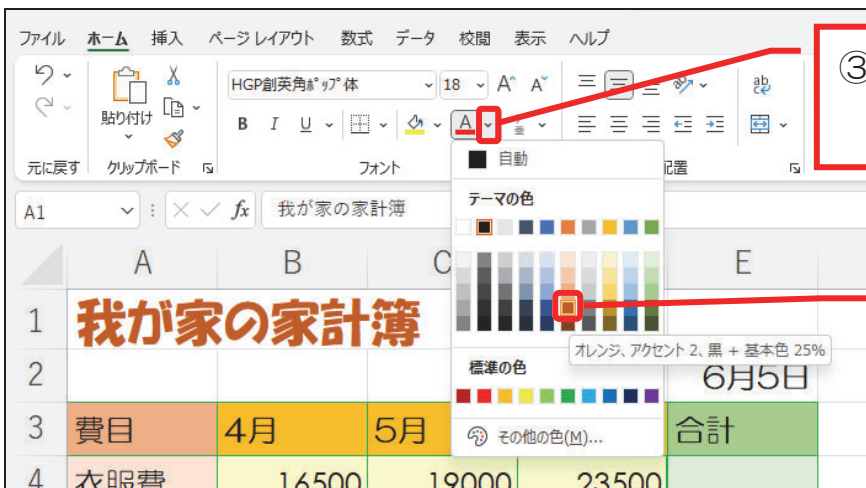 ファイル ホーム 挿入 ページ レイアウト 数式 データ 校閲 表示 ヘルプ
貼り付け
HGP創英角ﾎﾟｯﾌﾟ体 18 A^ A˅
B I U A
ab
元に戻す クリップボード フォント 配置
③
自動
テーマの色
A1 fx 我が家の家計簿
A B C E
1 我が家の家計簿
オレンジ、アクセント 2、黒 + 基本色 25%
標準の色
2 6月5日
その他の色(M)...
3 費目 4月 5月 合計
4 衣服費 16500 19000 23500